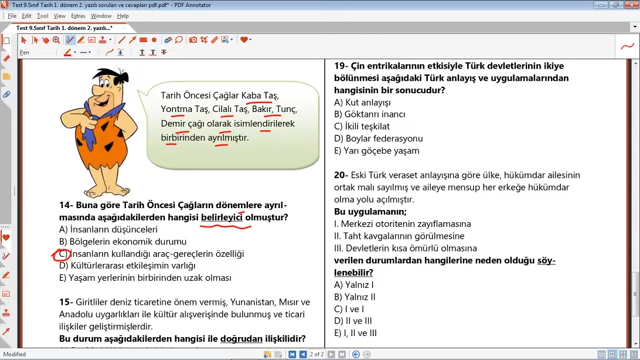 Test 9.Sınıf Tarih 1. dönem 2. yazılı soruları ve cevapları pdf.pdf* - PDF Annotator
File Edit Tool View Window Help
Test 9.Sınıf Tarih 1. dönem 2. yazılı...*
Pen
Tarih Öncesi Çağlar Kaba Taş,
Yontma Taş, Cilalı Taş, Bakır, Tunç,
Demir çağı olarak isimlendirilerek
birbirinden ayrılmıştır.
14- Buna göre Tarih Öncesi Çağların dönemlere ayrıl-
masında aşağıdakilerden hangisi belirleyici olmuştur?
A) İnsanların düşünceleri
B) Bölgelerin ekonomik durumu
C) İnsanların kullandığı araç-gereçlerin özelliği
D) Kültürlerarası etkileşimin varlığı
E) Yaşam yerlerinin birbirinden uzak olması
15- Giritliler deniz ticaretine önem vermiş, Yunanistan, Mısır ve
Anadolu uygarlıkları ile kültür alışverişinde bulunmuş ve ticari
ilişkiler geliştirmişlerdir.
Bu durum aşağıdakilerden hangisi ile doğrudan ilişkilidir?
19- Çin entrikalarının etkisiyle Türk devletlerinin ikiye
bölünmesi aşağıdaki Türk anlayış ve uygulamalarından
hangisinin bir sonucudur?
A) Kut anlayışı
B) Göktanrı inancı
C) İkili teşkilat
D) Boylar federasyonu
E) Yarı göçebe yaşam
20- Eski Türk veraset anlayışına göre ülke, hükümdar ailesinin
ortak malı sayılmış ve aileye mensup her erkeğe hükümdar
olma yolu açılmıştır.
Bu uygulamanın;
I. Merkezi otoritenin zayıflamasına
II. Taht kavgalarının görülmesine
III. Devletlerin kısa ömürlü olmasına
verilen durumlardan hangilerine neden olduğu söy-
lenebilir?
A) Yalnız I
B) Yalnız II
C) I ve I
D) II ve III
E) I, II ve III
Modified
2 of 2